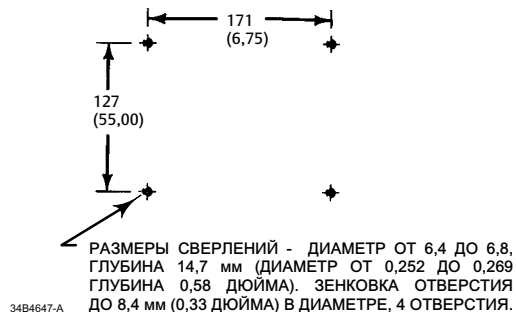 171
(6,75)
127
(55,00)
РАЗМЕРЫ СВЕРЛЕНИЙ - ДИАМЕТР ОТ 6,4 ДО 6,8,
ГЛУБИНА 14,7 мм (ДИАМЕТР ОТ 0,252 ДО 0,269
ГЛУБИНА 0,58 ДЮЙМА). ЗЕНКОВКА ОТВЕРСТИЯ
ДО 8,4 мм (0,33 ДЮЙМА) В ДИАМЕТРЕ, 4 ОТВЕРСТИЯ.
34B4647-A